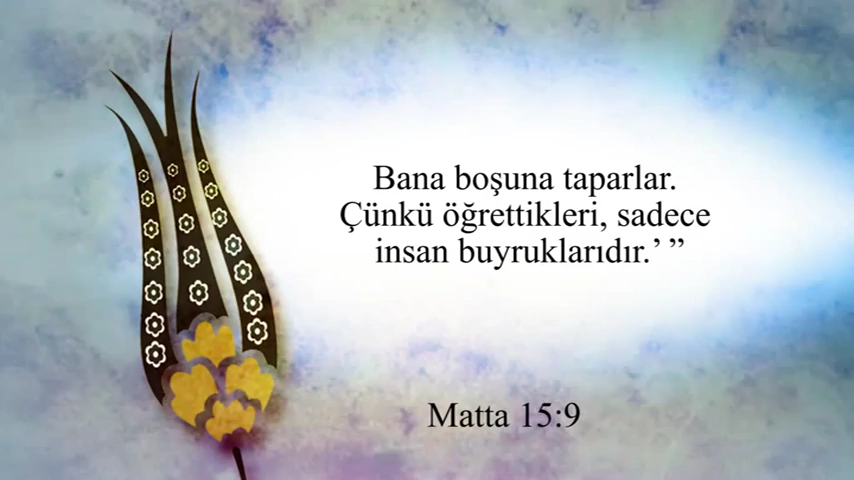 Bana boşuna taparlar.
Çünkü öğrettikleri, sadece
insan buyruklarıdır.’ ”
Matta 15:9